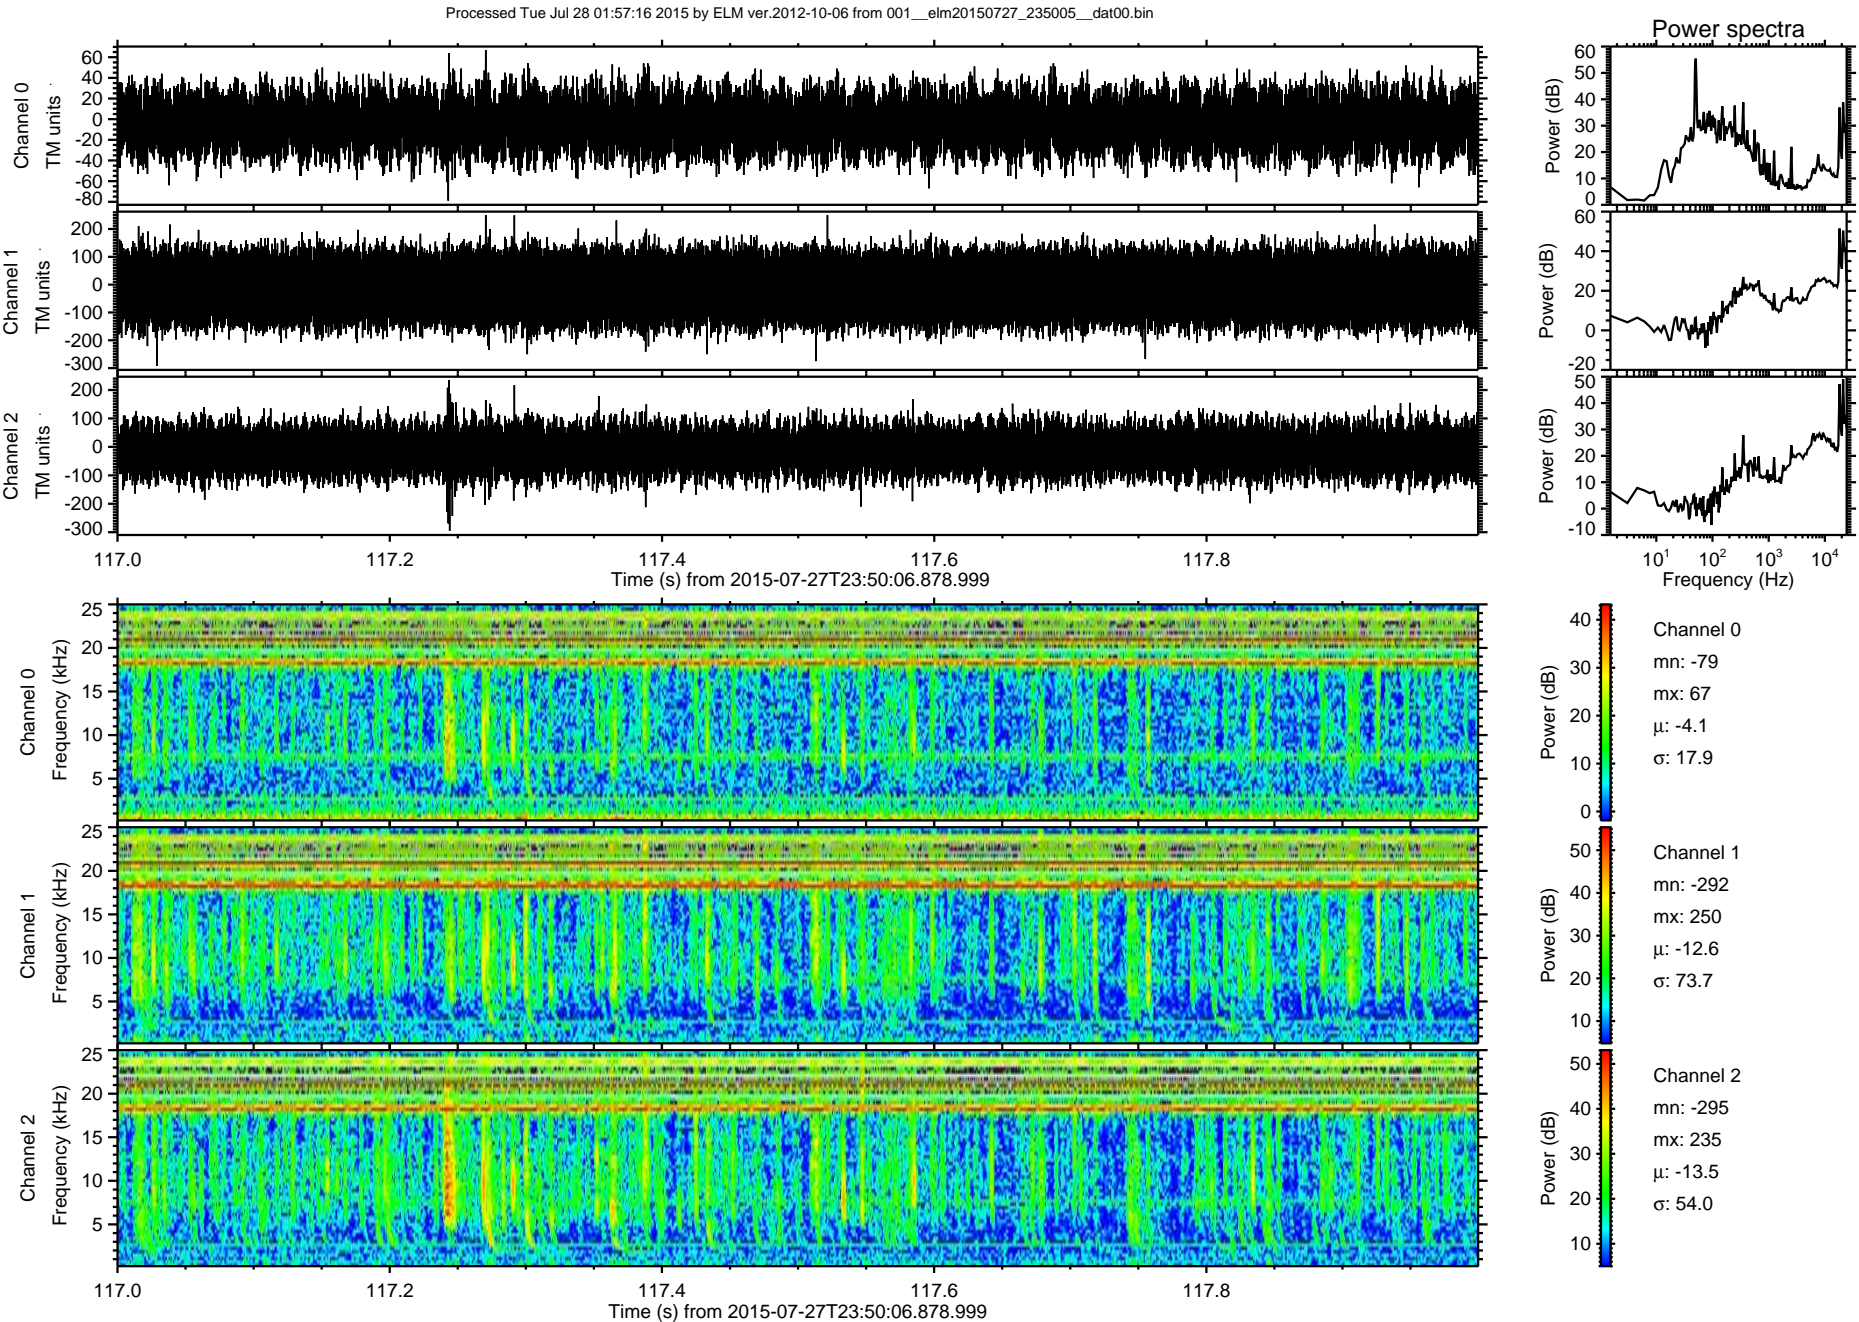 Processed Tue Jul 28 01:57:16 2015 by ELM ver.2012-10-06 from 001__elm20150727_235005__dat00.bin
Power spectra
Channel 0
TM units
60
40
20
0
-20
-40
-60
-80
Power (dB)
60
50
40
30
20
10
0
Channel 1
TM units
200
100
0
-100
-200
-300
Power (dB)
60
40
20
0
-20
Channel 2
TM units
200
100
0
-100
-200
-300
Power (dB)
50
40
30
20
10
0
-10
117.0 117.2 117.4 117.6 117.8
Time (s) from 2015-07-27T23:50:06.878.999
10^1 10^2 10^3 10^4
Frequency (Hz)
Channel 0
Frequency (kHz)
25
20
15
10
5
Power (dB)
40
30
20
10
0
Channel 0
mn: -79
mx: 67
μ: -4.1
σ: 17.9
Channel 1
Frequency (kHz)
25
20
15
10
5
Power (dB)
50
40
30
20
10
Channel 1
mn: -292
mx: 250
μ: -12.6
σ: 73.7
Channel 2
Frequency (kHz)
25
20
15
10
5
Power (dB)
50
40
30
20
10
Channel 2
mn: -295
mx: 235
μ: -13.5
σ: 54.0
117.0 117.2 117.4 117.6 117.8
Time (s) from 2015-07-27T23:50:06.878.999